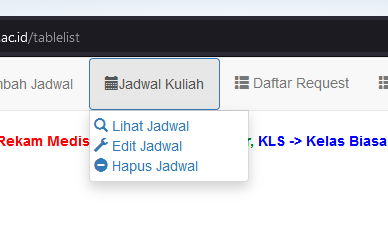 .ac.id/tablelist
mbah Jadwal Jadwal Kuliah Daftar Request
Rekam Medis , KLS -> Kelas Biasa
Lihat Jadwal
Edit Jadwal
Hapus Jadwal